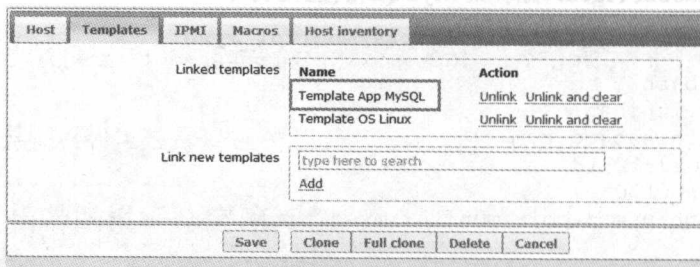 Host Templates IPMI Macros Host inventory
Linked templates Name Action
Template App MySQL Unlink Unlink and clear
Template OS Linux Unlink Unlink and clear
Link new templates type here to search
Add
Save Clone Full clone Delete Cancel